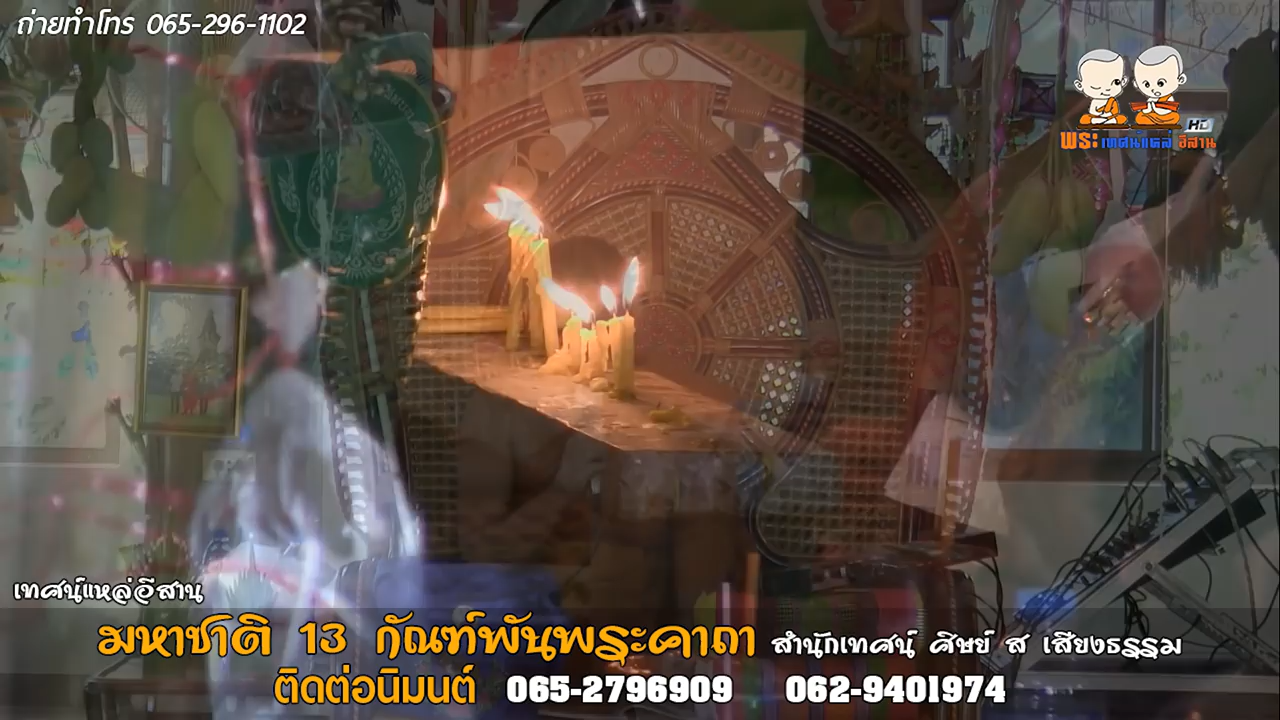 ถ่ายทำโทร 065-296-1102
HD
พระเทศน์แหล่ อีสาน
เทศน์แหล่อีสาน
มหาชาติ 13 กัณฑ์พันพระคาถา สำนักเทศน์ ศิษย์ ส เสียงธรรม
ติดต่อนิมนต์ 065-2796909 062-9401974